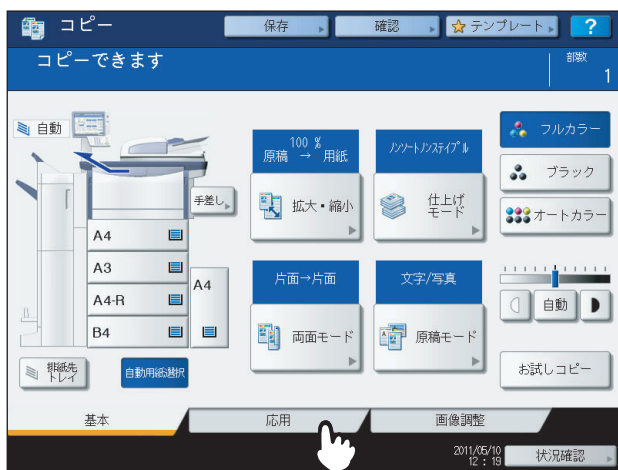 コピー
保存
確認
テンプレート
?
コピーできます
部数
1
自動
手差し
A4
A3
A4-R
B4
A4
排紙先
トレイ
自動用紙選択
100 %
原稿 → 用紙
拡大・縮小
ノンソートノンステイプル
仕上げ
モード
片面→片面
両面モード
文字/写真
原稿モード
フルカラー
ブラック
オートカラー
自動
お試しコピー
基本
応用
画像調整
2011/05/10
12 : 19
状況確認